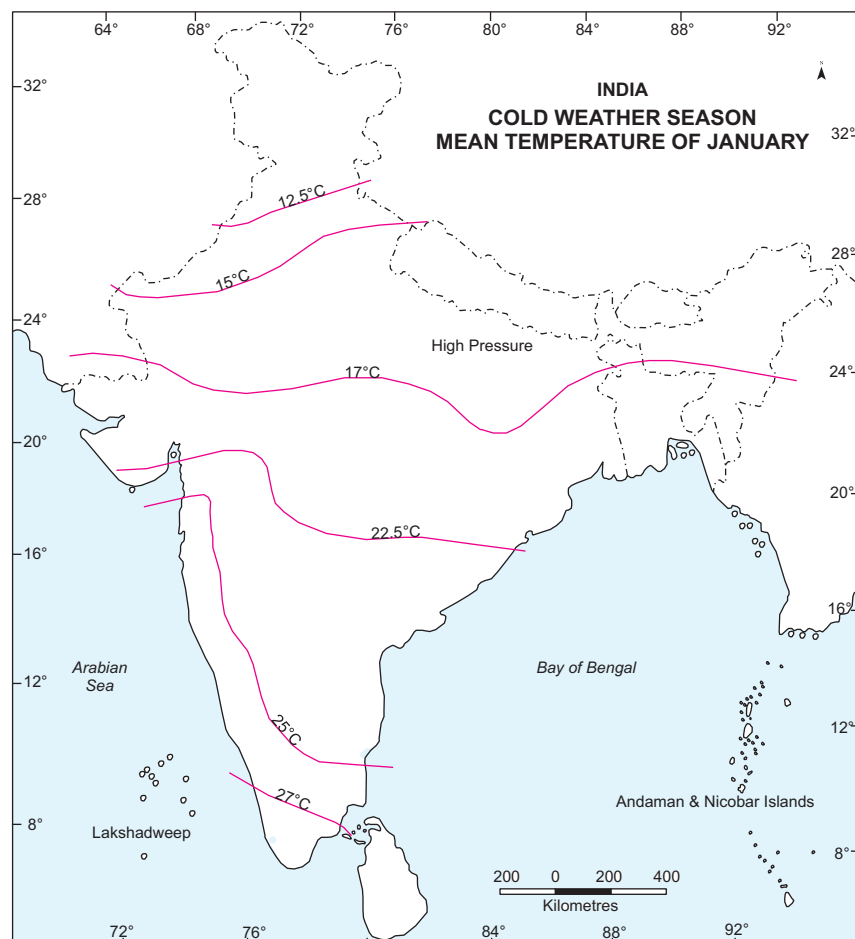 64° 68° 72° 76° 80° 84° 88° 92°
N
INDIA
COLD WEATHER SEASON
MEAN TEMPERATURE OF JANUARY
32° 32°
12.5°C
28° 28°
15°C
24° 24°
High Pressure
17°C
20° 20°
22.5°C
16° 16°
Arabian
Sea
Bay of Bengal
12° 12°
25°C
27°C
Andaman & Nicobar Islands
8° 8°
Lakshadweep
200 0 200 400
Kilometres
72° 76° 84° 88° 92°